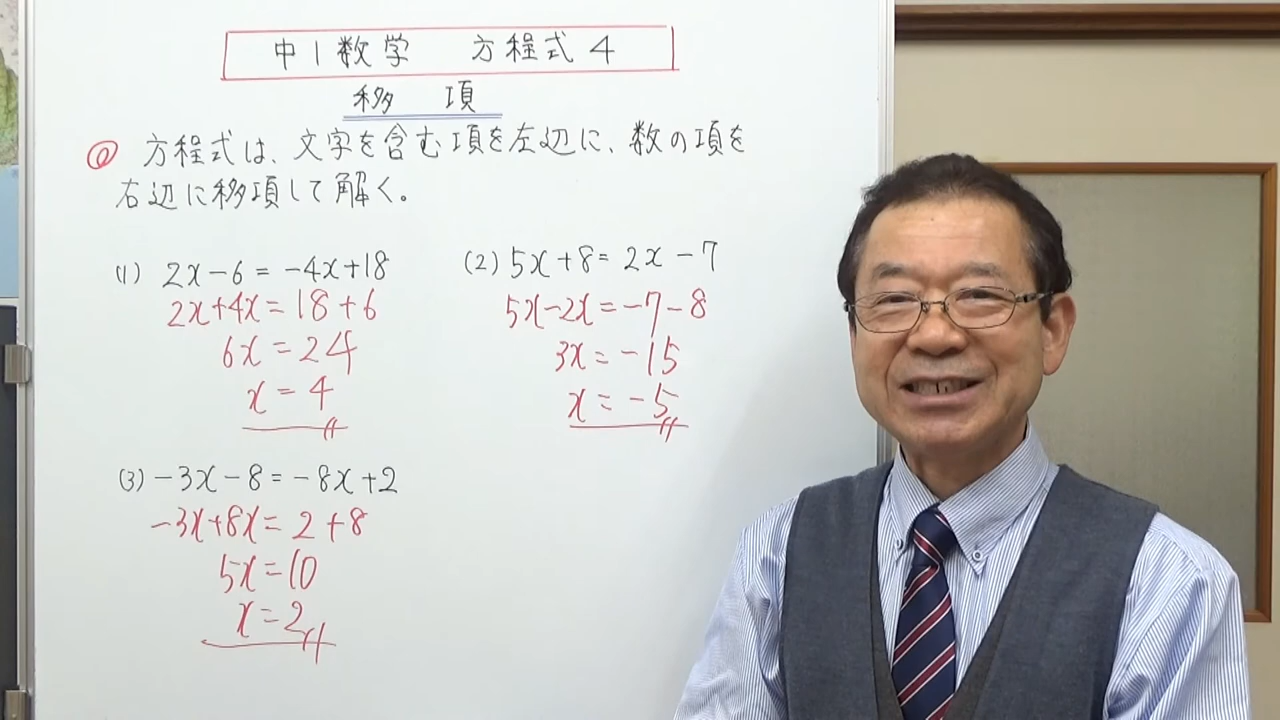 中1数学 方程式4
移 項
◎ 方程式は、文字を含む項を左辺に、数の項を
右辺に移項して解く。
(1) 2x-6=-4x+18
2x+4x=18+6
6x=24
x=4
(2) 5x+8=2x-7
5x-2x=-7-8
3x=-15
x=-5
(3) -3x-8=-8x+2
-3x+8x=2+8
5x=10
x=2